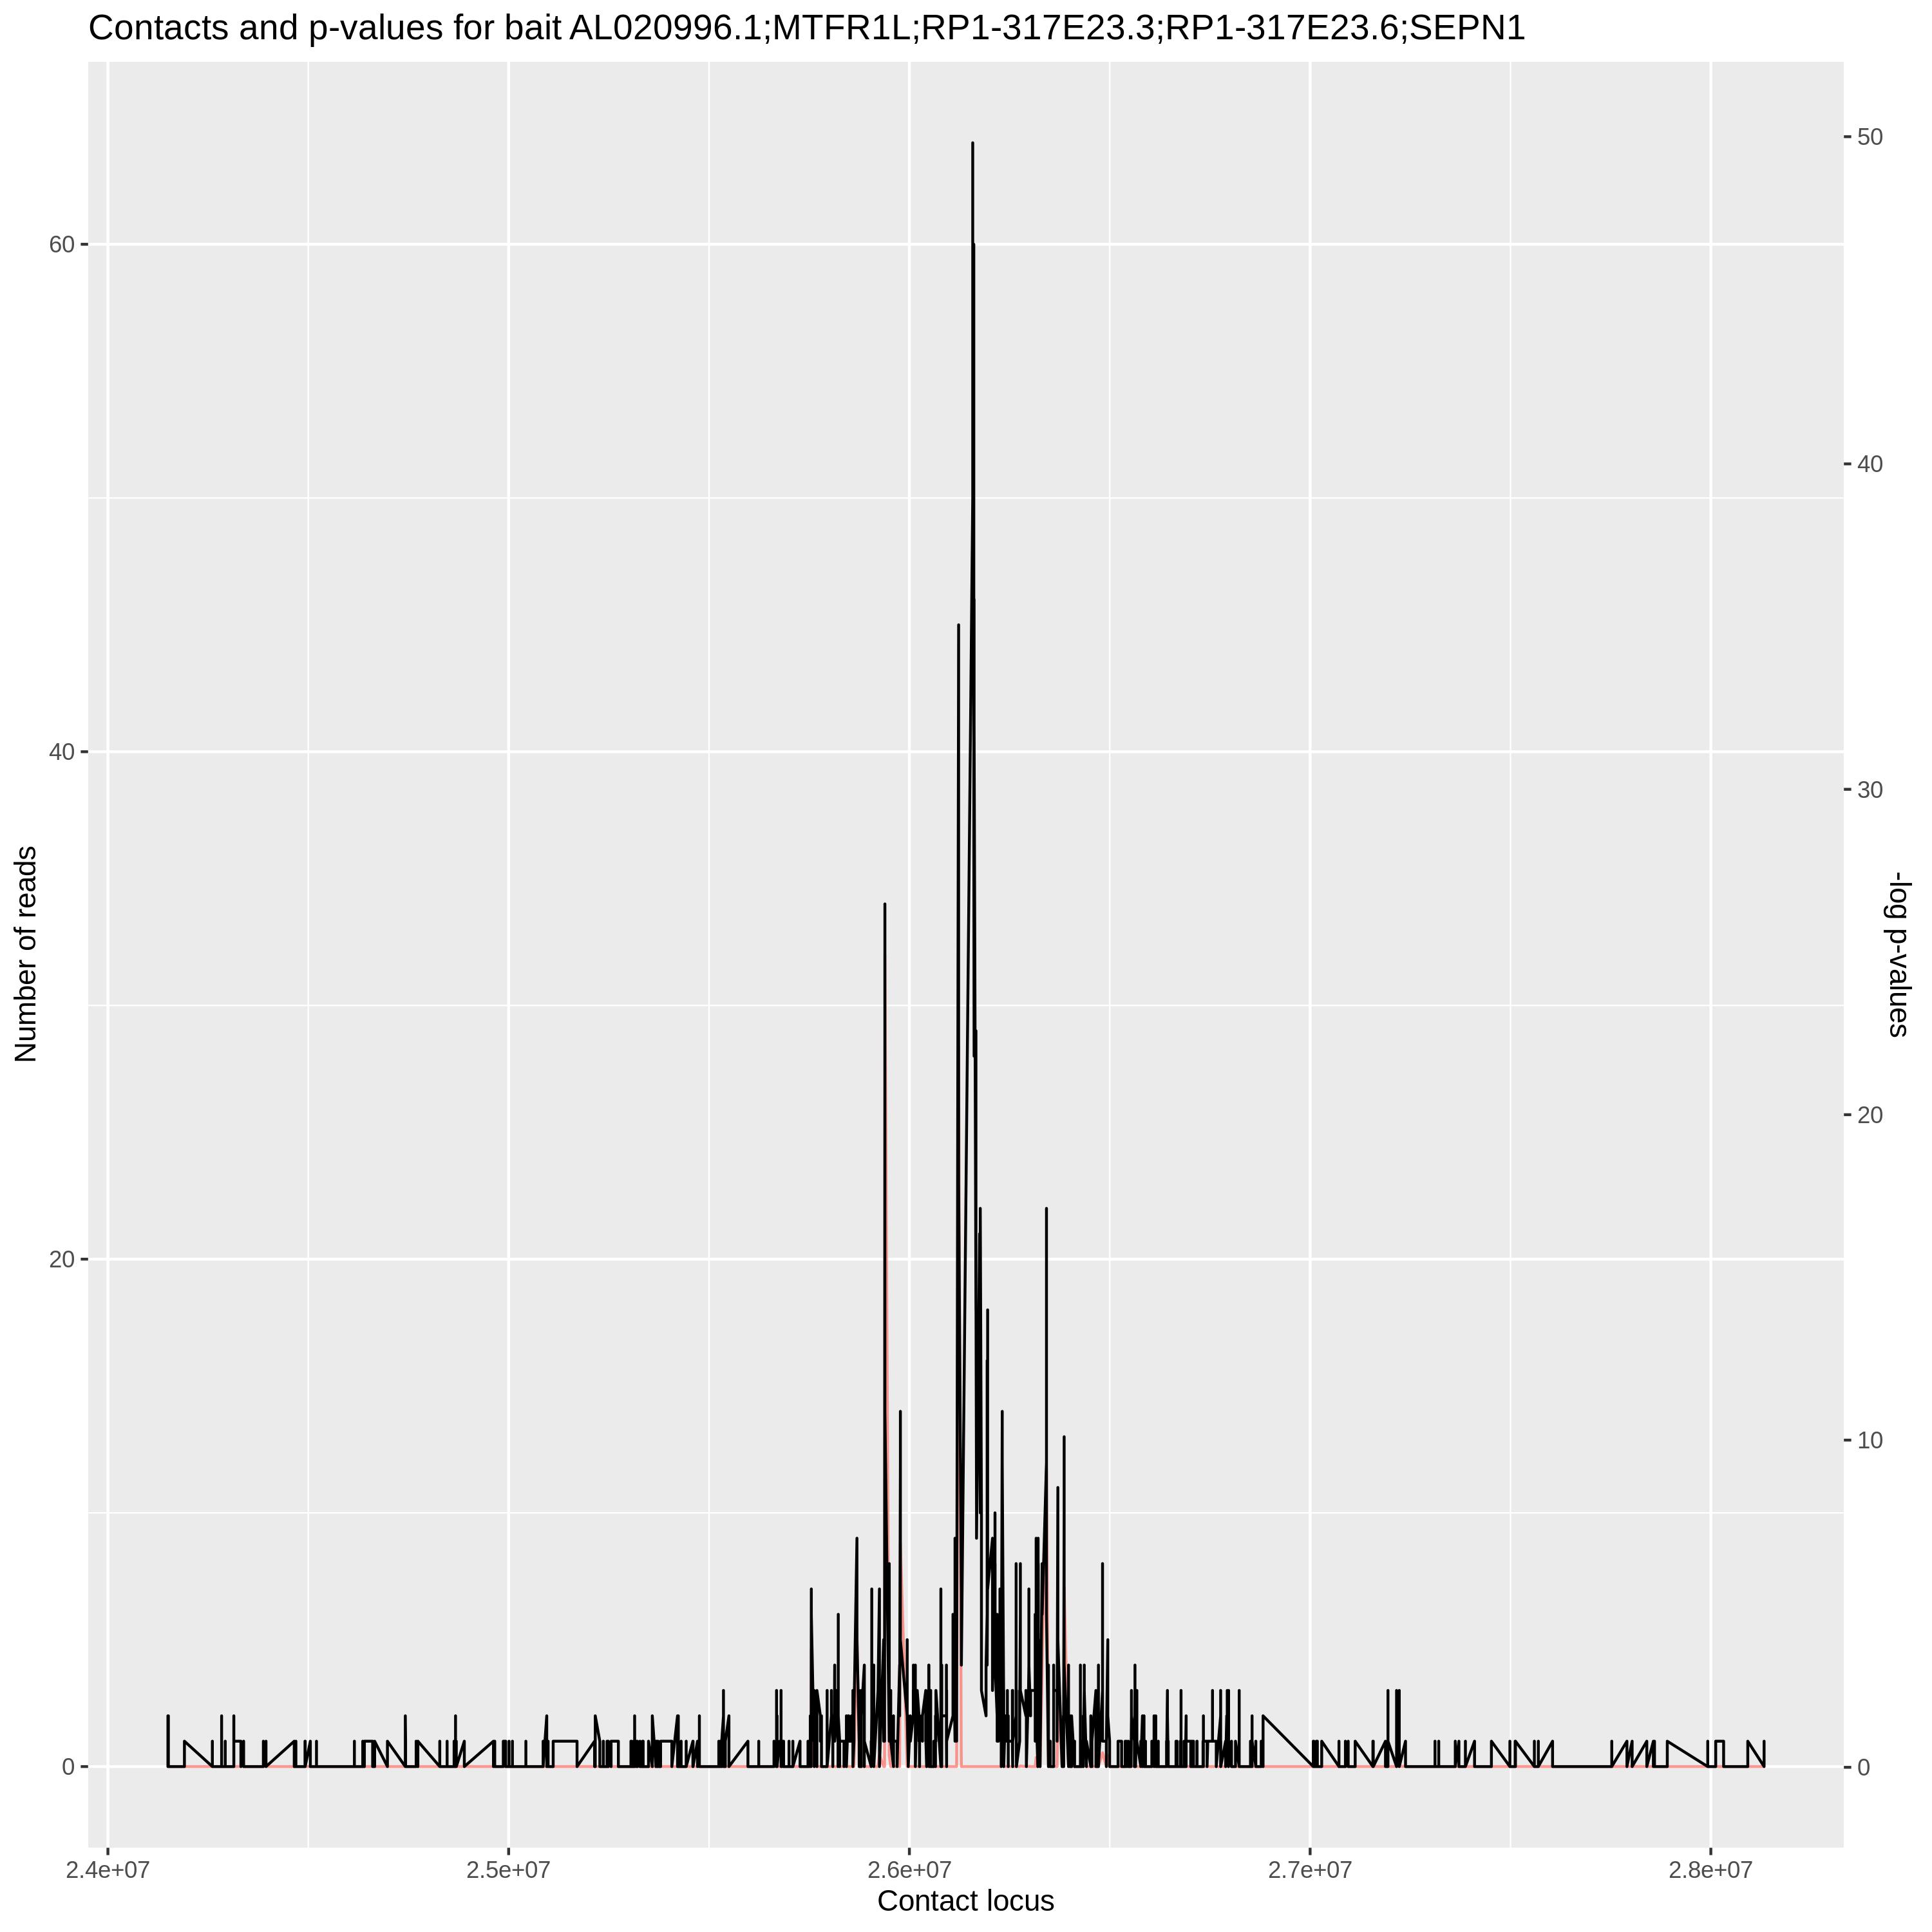 Contacts and p-values for bait AL020996.1;MTFR1L;RP1-317E23.3;RP1-317E23.6;SEPN1
60
40
20
0
Number of reads
50
40
30
20
10
0
-log p-values
2.4e+07
2.5e+07
2.6e+07
2.7e+07
2.8e+07
Contact locus